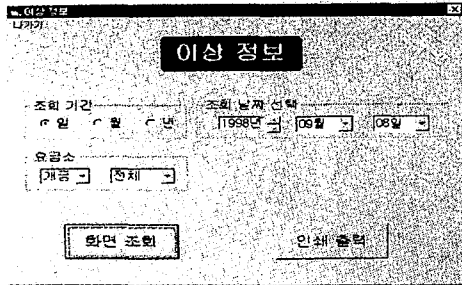 이상 정보
나가기
이상 정보
조회 기간
조회 날짜 선택
일 월 년
1998년 09월 08일
요금소
개공 전체
화면 조회
인쇄 출력